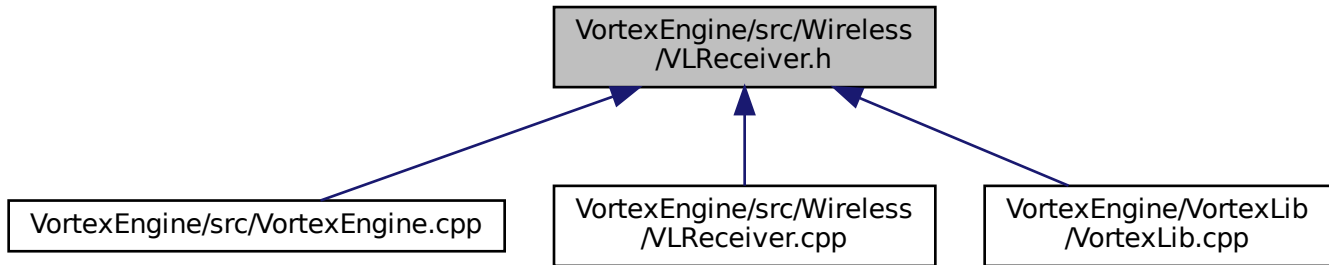 VortexEngine/src/Wireless
/VLReceiver.h
VortexEngine/src/VortexEngine.cpp
VortexEngine/src/Wireless
/VLReceiver.cpp
VortexEngine/VortexLib
/VortexLib.cpp